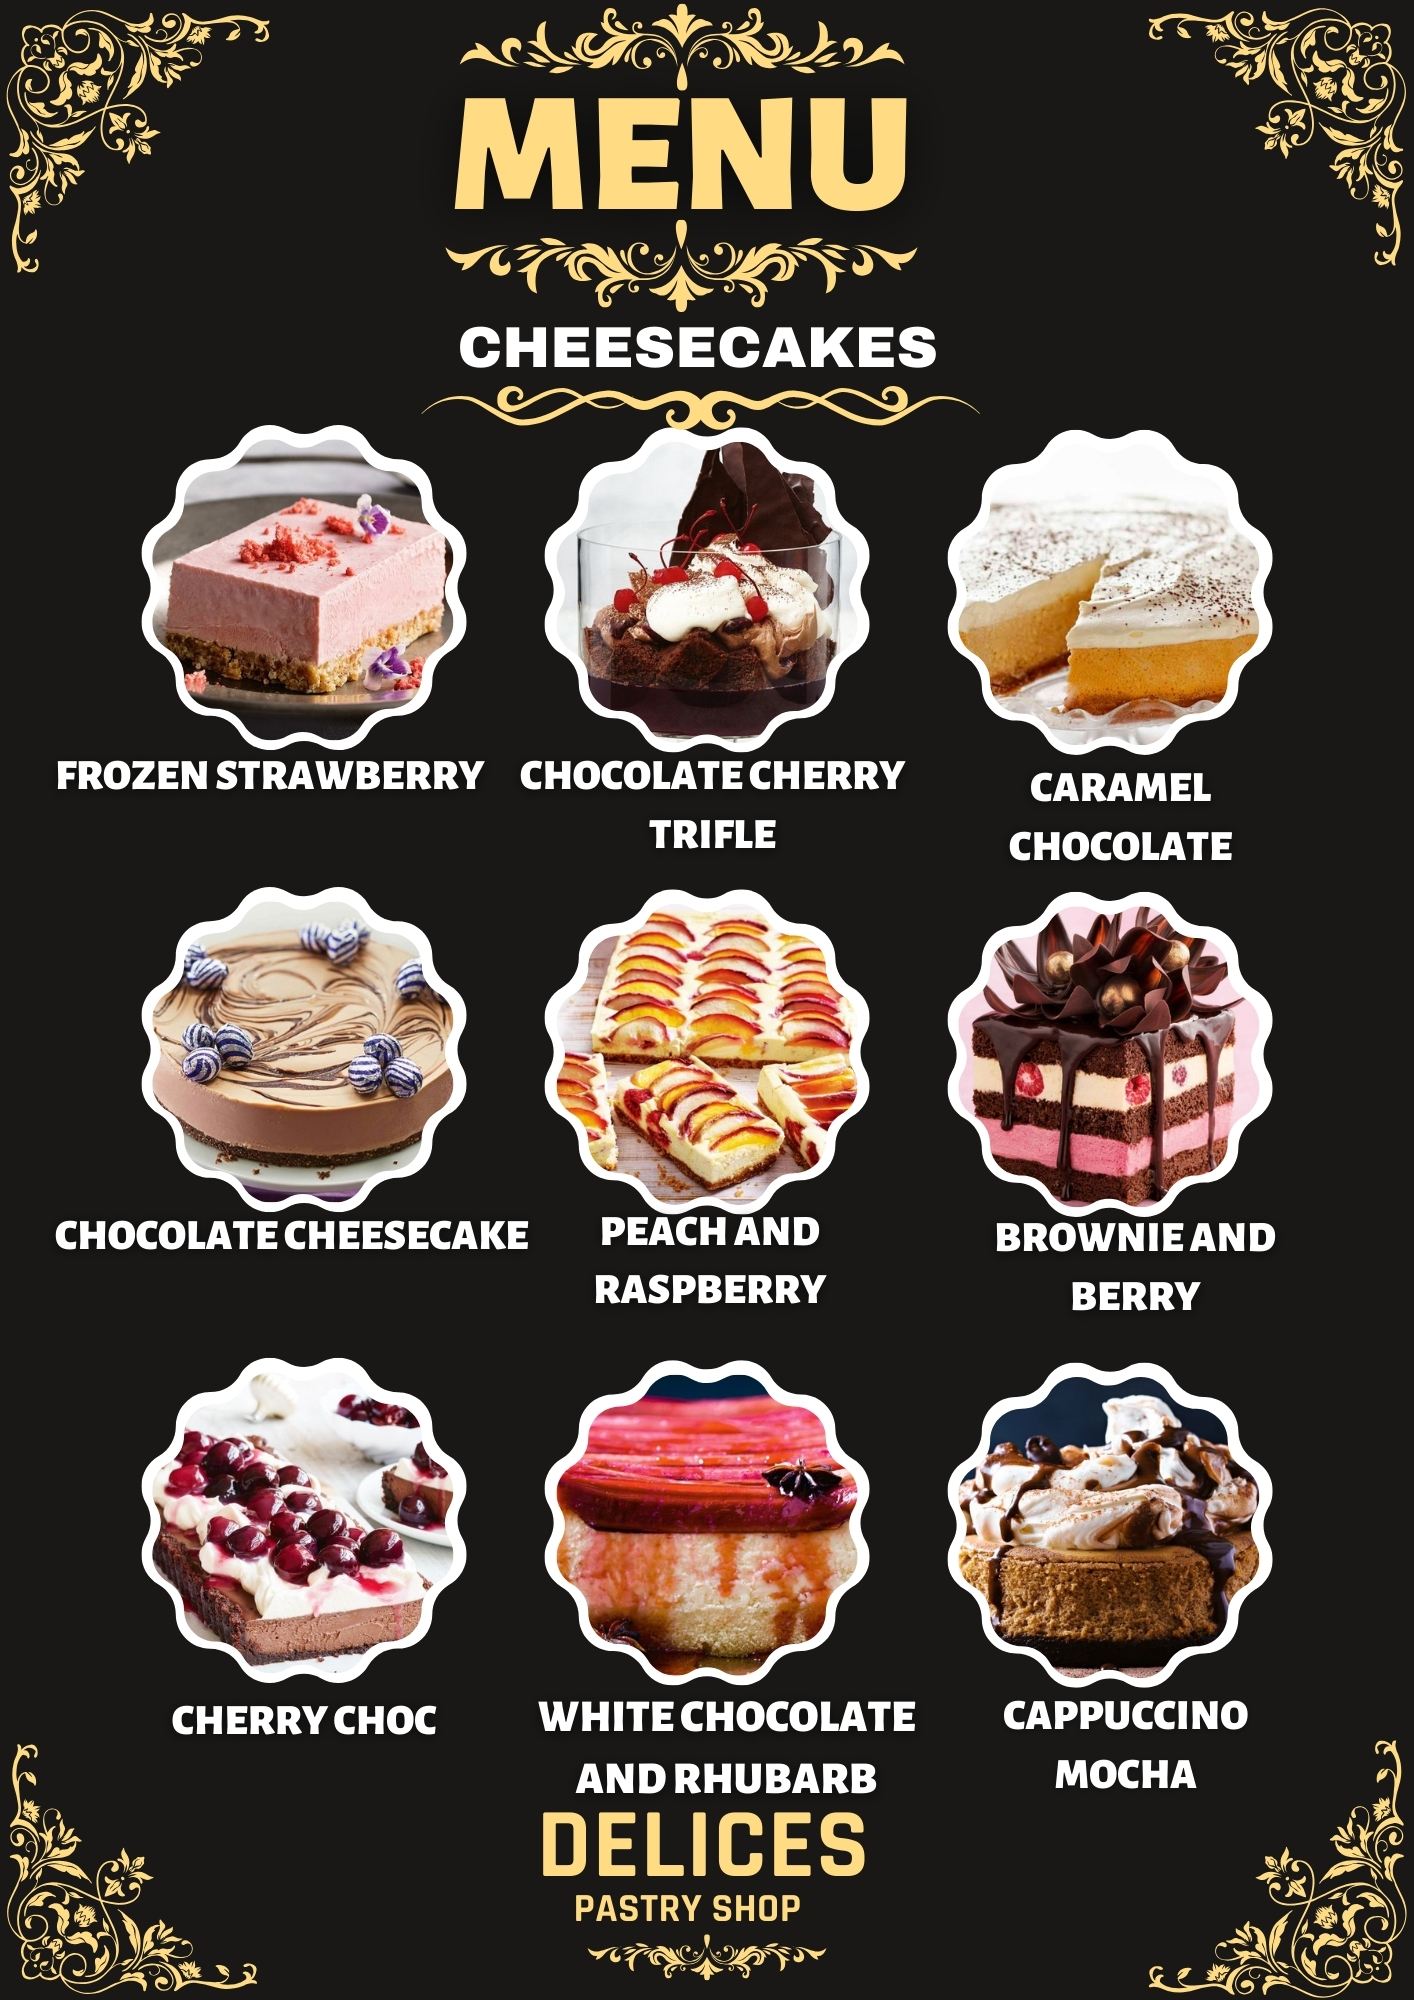 MENU
CHEESECAKES
FROZEN STRAWBERRY
CHOCOLATE CHERRY
TRIFLE
CARAMEL
CHOCOLATE
CHOCOLATE CHEESECAKE
PEACH AND
RASPBERRY
BROWNIE AND
BERRY
CHERRY CHOC
WHITE CHOCOLATE
AND RHUBARB
CAPPUCCINO
MOCHA
DELICES
PASTRY SHOP